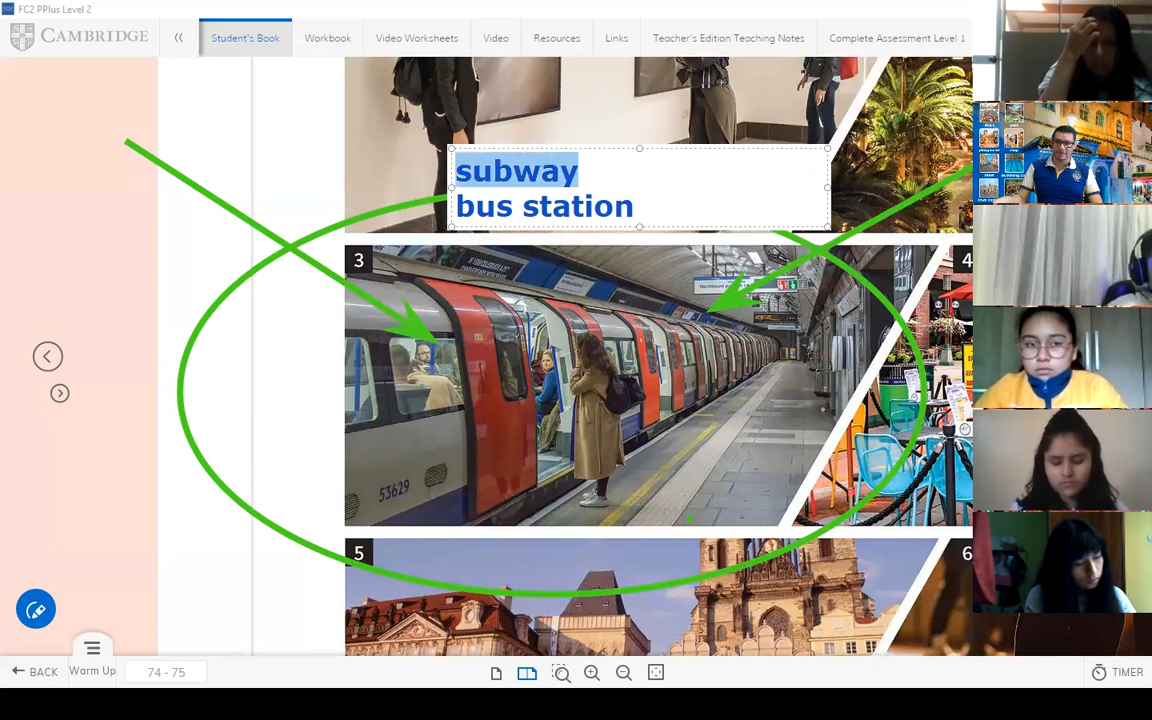 FC2 PPlus Level 2
CAMBRIDGE
Student's Book
Workbook
Video Worksheets
Video
Resources
Links
Teacher's Edition Teaching Notes
Complete Assessment Level 1
subway
bus station
3
4
53629
5
6
BACK
Warm Up
74 - 75
TIMER